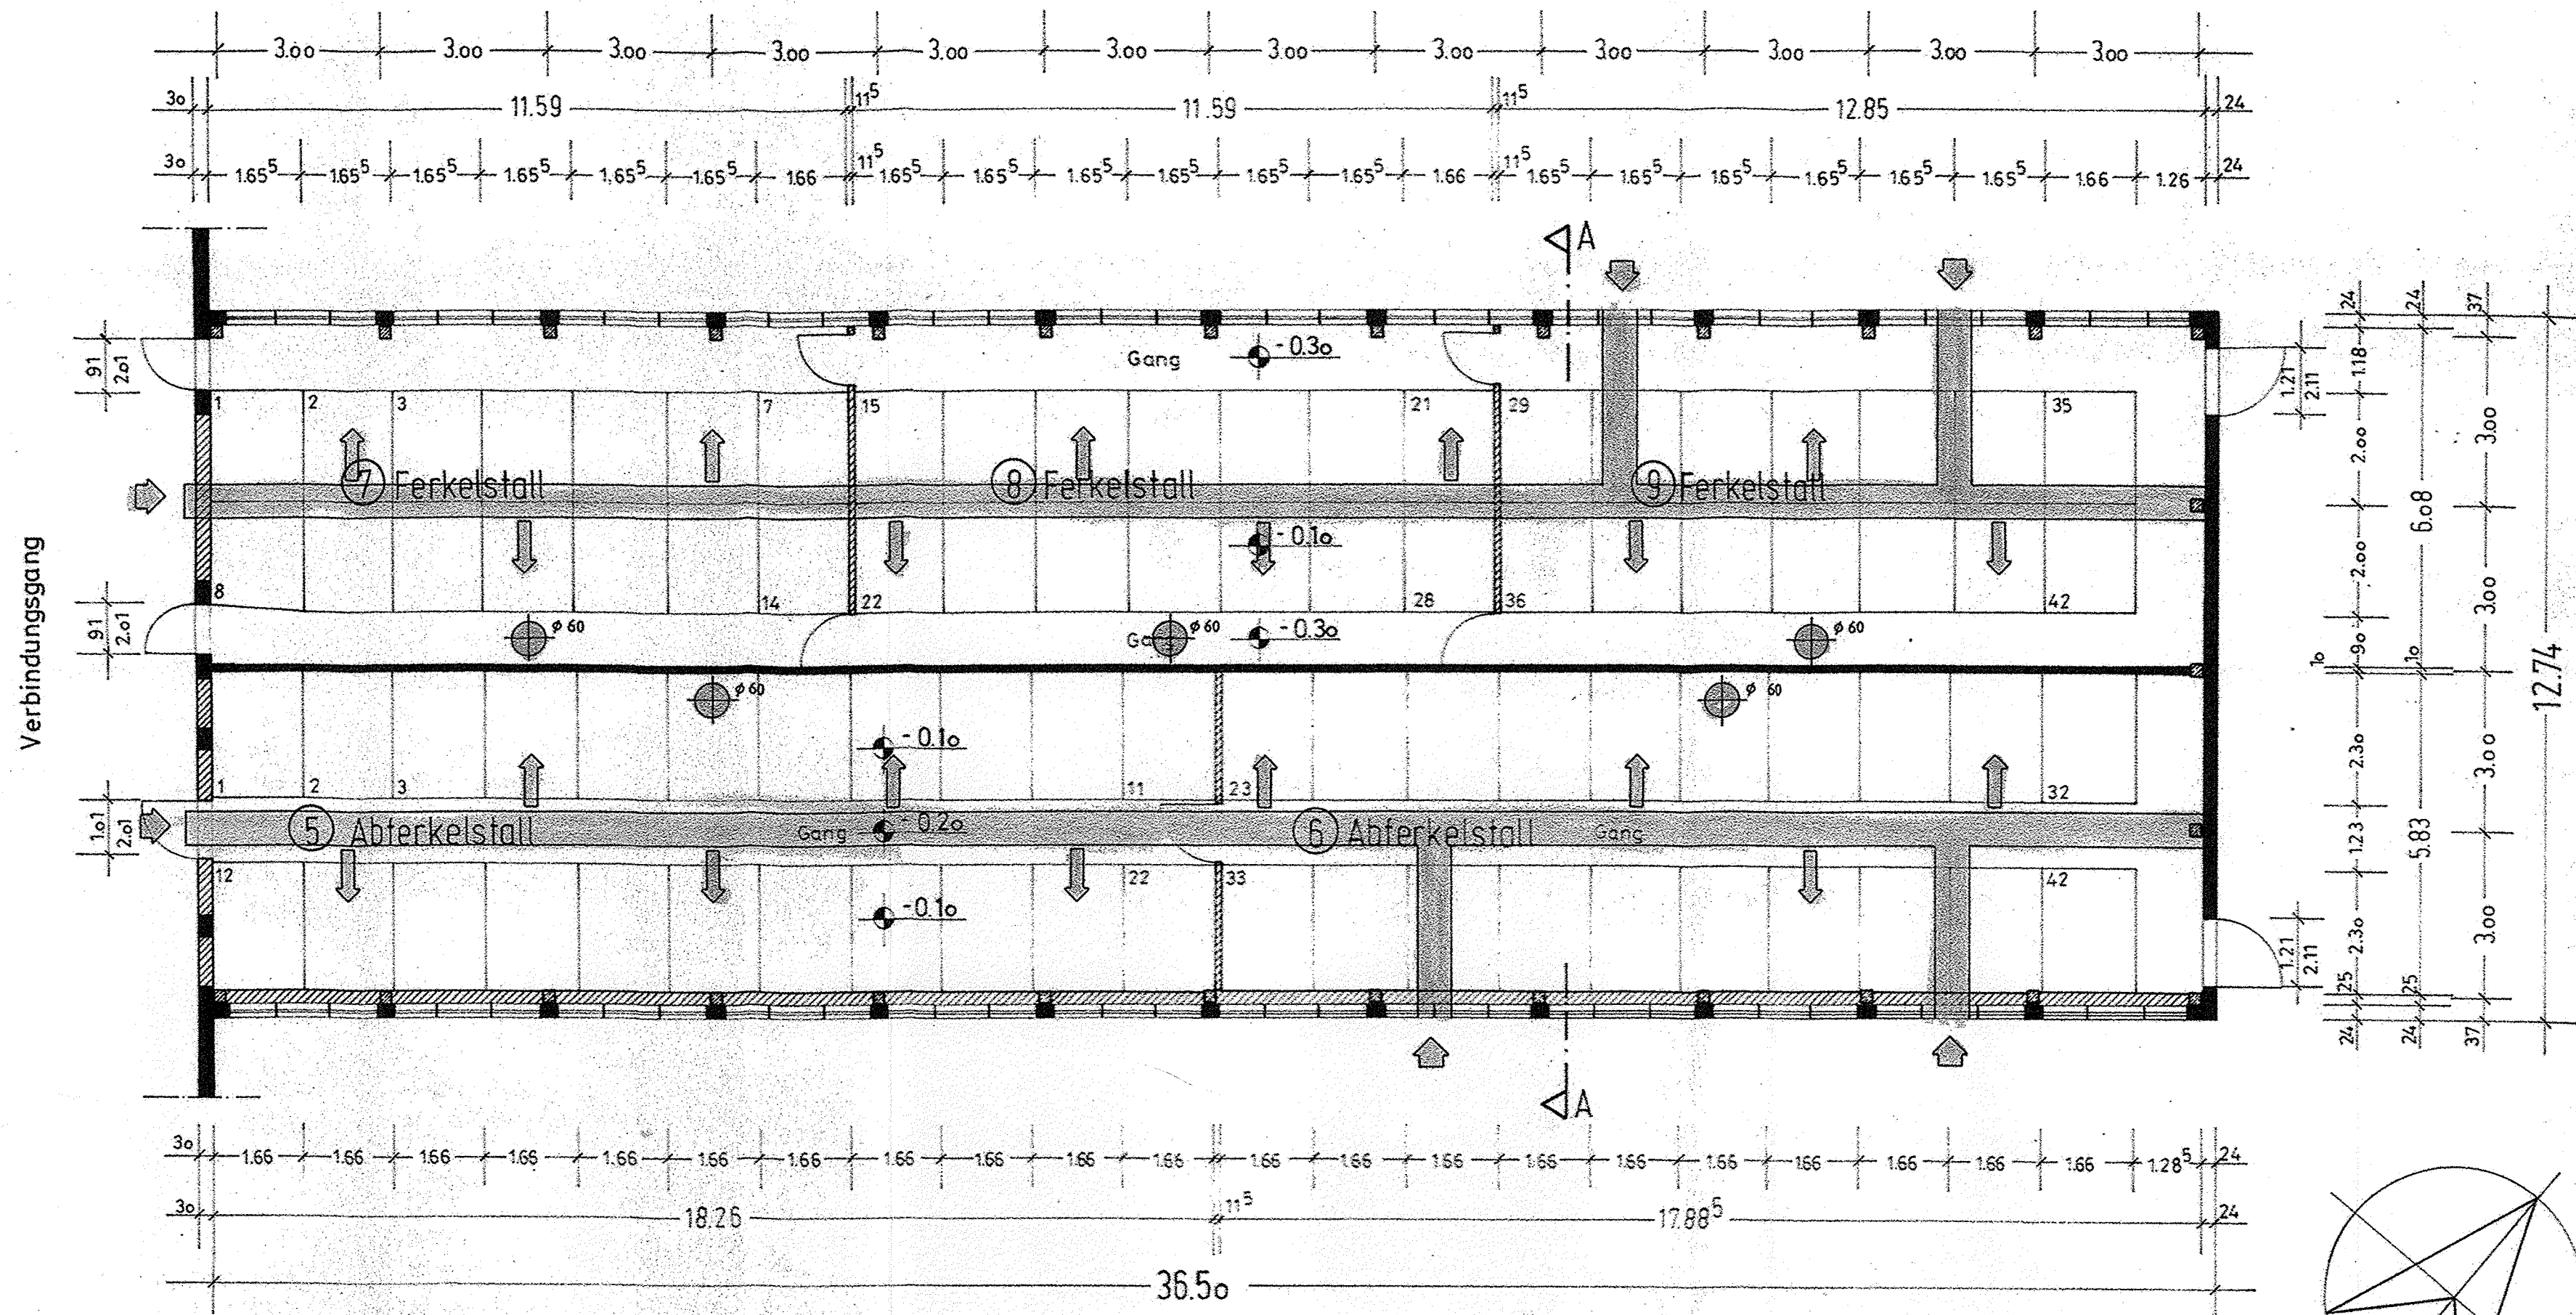 3.00 3.00 3.00 3.00 3.00 3.00 3.00 3.00 3.00 3.00 3.00 3.00
30 11.59 11⁵ 11.59 11⁵ 12.85 24
30 1.65⁵ 1.65⁵ 1.65⁵ 1.65⁵ 1.65⁵ 1.65⁵ 1.66 11⁵ 1.65⁵ 1.65⁵ 1.65⁵ 1.65⁵ 1.65⁵ 1.65⁵ 1.66 11⁵ 1.65⁵ 1.65⁵ 1.65⁵ 1.65⁵ 1.65⁵ 1.65⁵ 1.66 1.26 24
A
Gang -0.30
91
2.01
1 2 3 7 15 21 29 35
7 Ferkelstall 8 Ferkelstall 9 Ferkelstall
-0.10
8 14 22 28 36 42
91
2.01
ø 60 Gang ø 60 -0.30 ø 60
ø 60 ø 60
Verbindungsgang
-0.10
1 2 3 11 23 32
1.01
2.01
5 Abferkelstall Gang -0.20 6 Abferkelstall Gang
12 22 33 42
-0.10
A
1.21
2.11
1.21
2.11
24 1.18 2.00 2.00 90 10 2.30 1.23 2.30 25 24
24 6.08 10 5.83 25 24
37 3.00 3.00 3.00 3.00 37
12.74
30 1.66 1.66 1.66 1.66 1.66 1.66 1.66 1.66 1.66 1.66 1.66 1.66 1.66 1.66 1.66 1.66 1.66 1.66 1.66 1.66 1.66 1.28⁵ 24
30 18.26 11⁵ 17.88⁵ 24
36.50